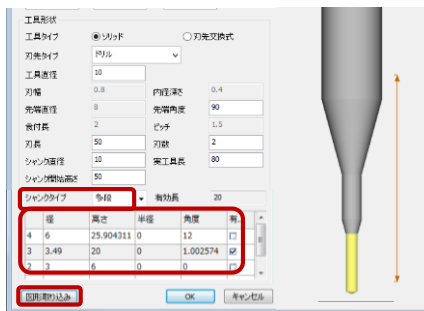 工具形状
工具タイプ ソリッド 刃先交換式
刃先タイプ ドリル
工具直径 10
刃幅 0.8 内径深さ 0.4
先端直径 8 先端角度 90
食付長 2 ピッチ 1.5
刃長 50 刃数 2
シャンク直径 10 実工具長 80
シャンク開始高さ 50
シャンクタイプ 多段 有効長 20
径 高さ 半径 角度 有..
4 6 25.904311 0 12
3 3.49 20 0 1.002574
2 3 6 0 0
図形取り込み OK キャンセル